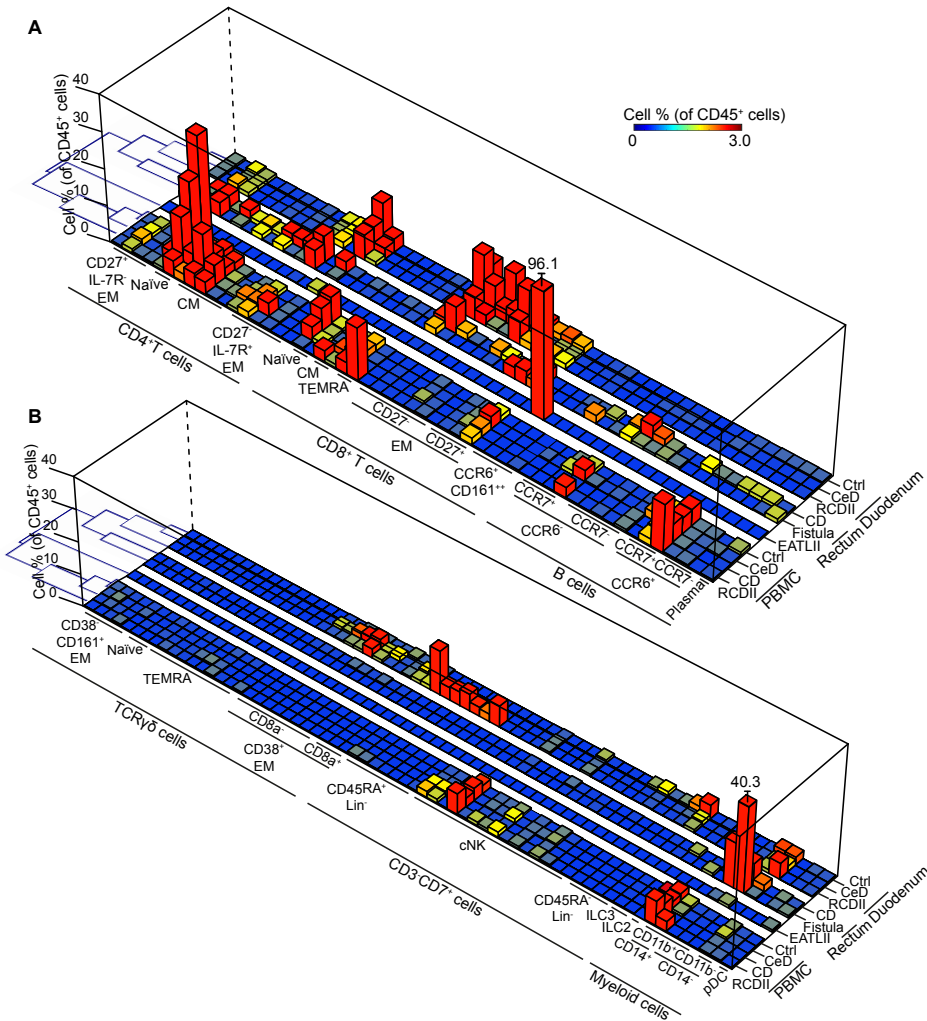 A
Cell % (of CD45⁺ cells)
40
30
20
10
0
Cell % (of CD45⁺ cells)
0
3.0
96.1
CD27⁺
IL-7R⁻
EM
Naïve
CM
CD27⁻
IL-7R⁺
EM
Naïve
CM
TEMRA
CD27⁻
EM
CD27⁺
CCR6⁺
CD161⁺⁺
CCR7⁺
CCR6⁻
CCR7⁻
CCR7⁺
CCR7⁻
CCR6⁺
Plasma
CD4⁺T cells
CD8⁺ T cells
B cells
Ctrl
CeD
RCDII
CD
Fistula
EATLII
Ctrl
CeD
CD
RCDII
Duodenum
Rectum
PBMC
B
Cell % (of CD45⁺ cells)
40
30
20
10
0
40.3
CD38⁻
CD161⁺
EM
Naïve
TEMRA
CD8a⁻
CD8a⁺
CD38⁺
EM
CD45RA⁺
Lin⁻
cNK
CD45RA⁻
Lin⁻
ILC3
ILC2
CD11b⁺
CD11b⁻
CD14⁺
CD14⁻
pDC
TCRγδ cells
CD3⁻CD7⁺ cells
Myeloid cells
Ctrl
CeD
RCDII
CD
Fistula
EATLII
Ctrl
CeD
CD
RCDII
Duodenum
Rectum
PBMC